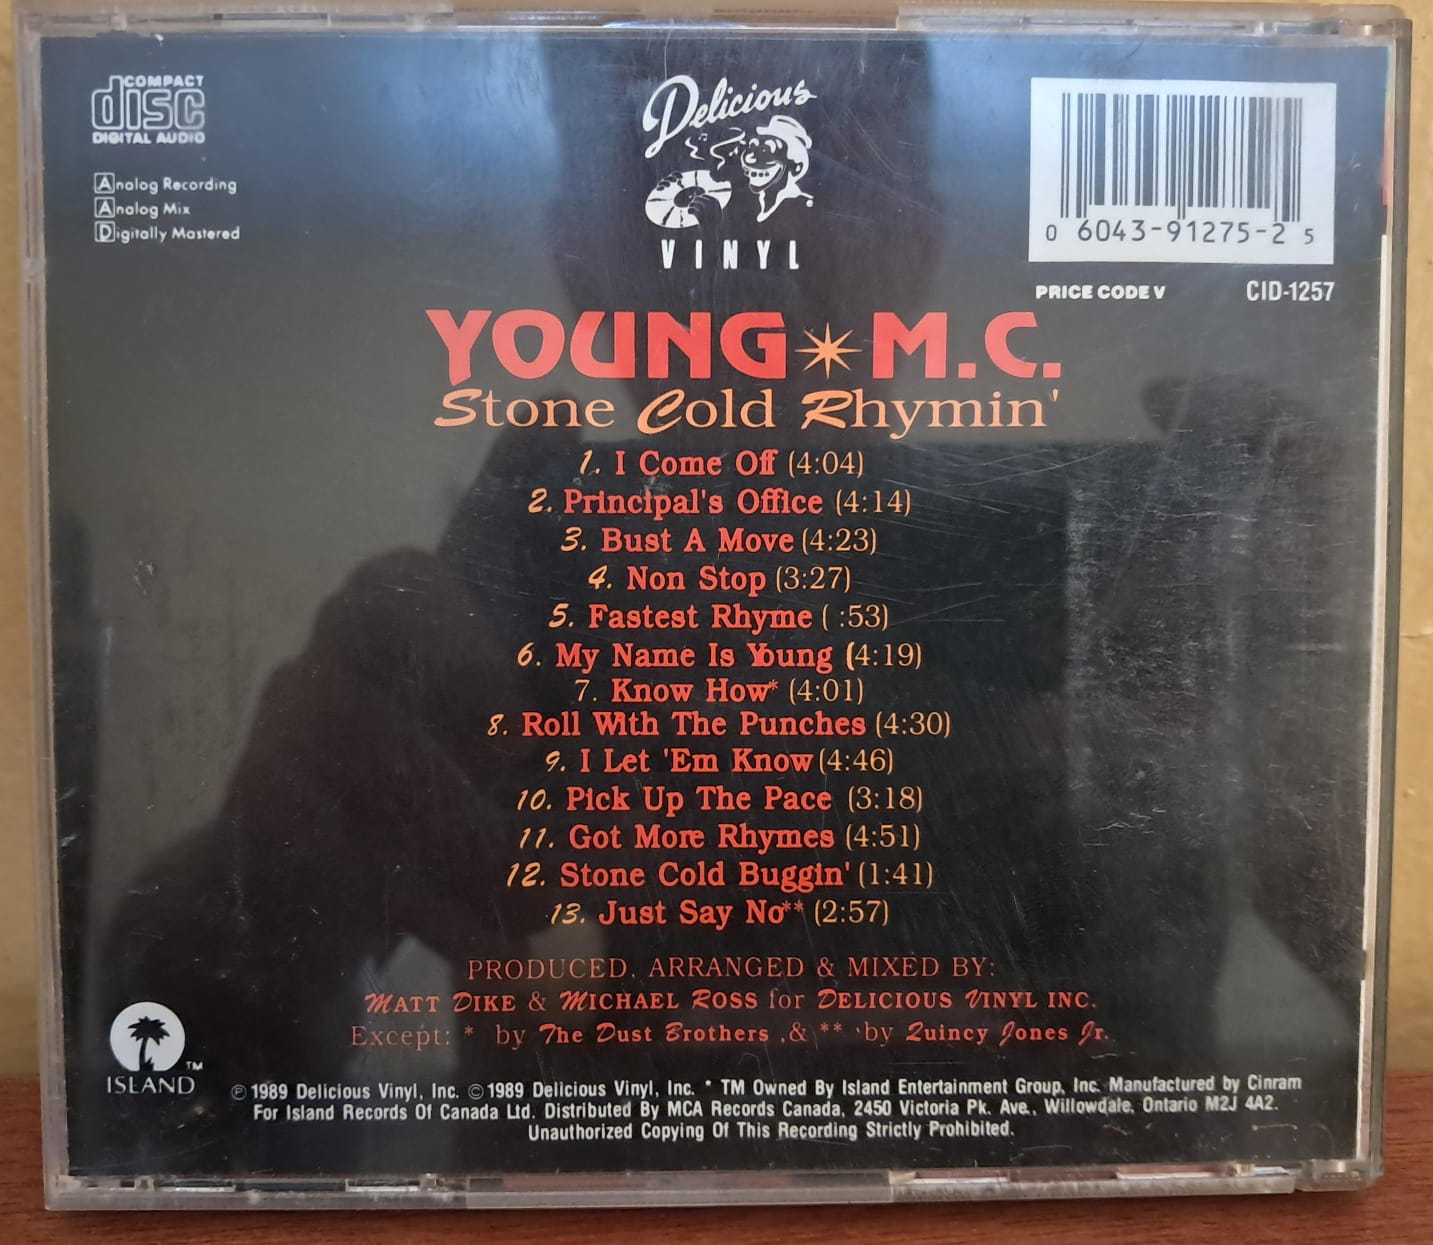 COMPACT
disc
DIGITAL AUDIO
Analog Recording
Analog Mix
Digitally Mastered
Delicious
VINYL
0 6043-91275-2 5
PRICE CODE V
CID-1257
YOUNG M.C.
Stone Cold Rhymin'
1. I Come Off (4:04)
2. Principal's Office (4:14)
3. Bust A Move (4:23)
4. Non Stop (3:27)
5. Fastest Rhyme ( :53)
6. My Name Is Young (4:19)
7. Know How* (4:01)
8. Roll With The Punches (4:30)
9. I Let 'Em Know (4:46)
10. Pick Up The Pace (3:18)
11. Got More Rhymes (4:51)
12. Stone Cold Buggin' (1:41)
13. Just Say No** (2:57)
PRODUCED, ARRANGED & MIXED BY:
MATT DIKE & MICHAEL ROSS for DELICIOUS VINYL INC.
Except: * by The Dust Brothers ,& ** by Quincy Jones Jr.
ISLAND TM
℗ 1989 Delicious Vinyl, Inc. © 1989 Delicious Vinyl, Inc. * TM Owned By Island Entertainment Group, Inc. Manufactured by Cinram
For Island Records Of Canada Ltd. Distributed By MCA Records Canada, 2450 Victoria Pk. Ave., Willowdale, Ontario M2J 4A2.
Unauthorized Copying Of This Recording Strictly Prohibited.